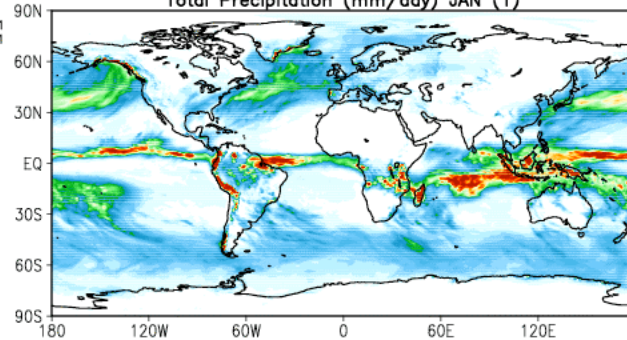 Total Precipitation (mm/day) JAN (1)
90N
60N
30N
EQ
30S
60S
90S
180 120W 60W 0 60E 120E